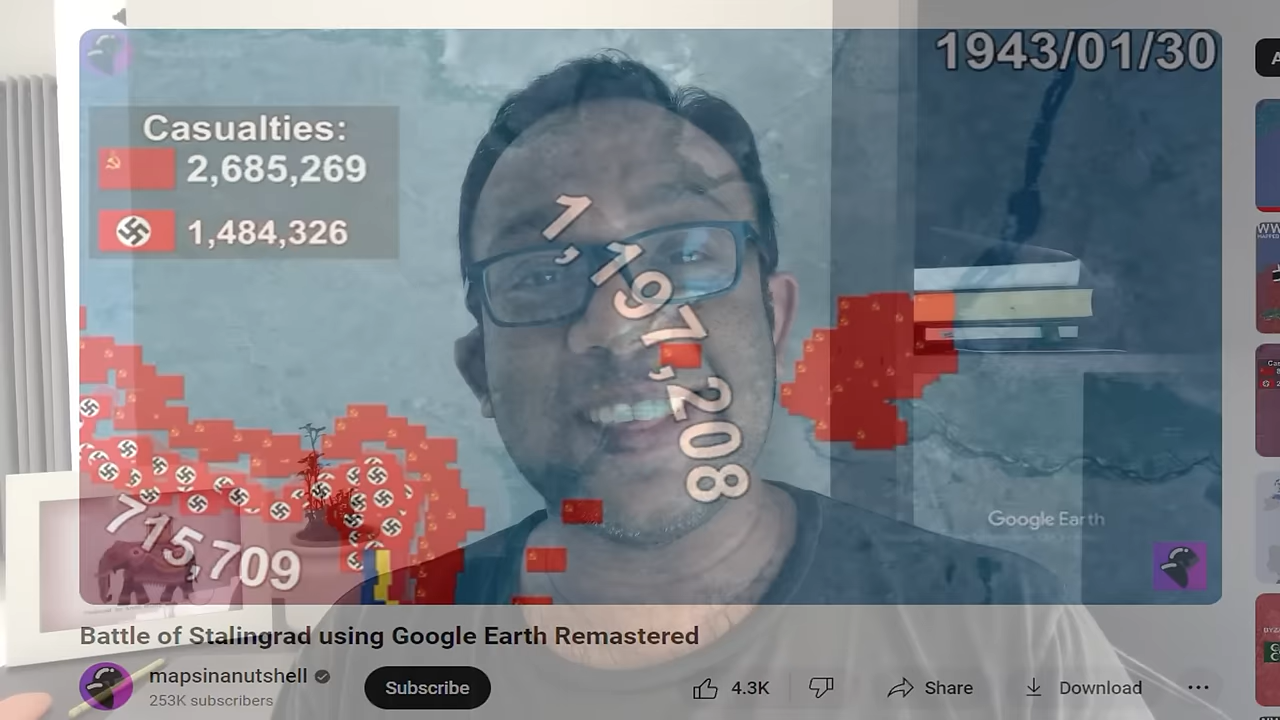 1943/01/30
Casualties:
2,685,269
1,484,326
1,197,208
715,709
Google Earth
Battle of Stalingrad using Google Earth Remastered
mapsinanutshell
253K subscribers
Subscribe
4.3K
Share
Download